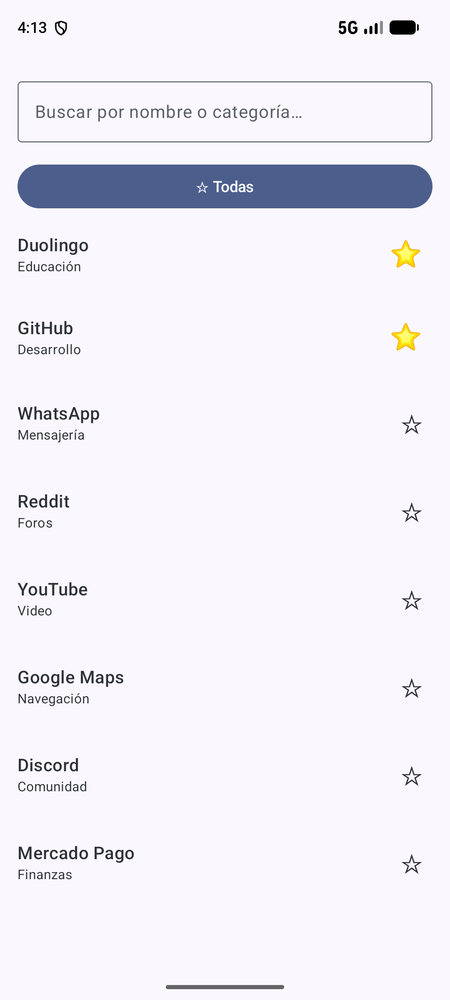 4:13
5G
Buscar por nombre o categoría...
☆ Todas
Duolingo
Educación
GitHub
Desarrollo
WhatsApp
Mensajería
Reddit
Foros
YouTube
Video
Google Maps
Navegación
Discord
Comunidad
Mercado Pago
Finanzas